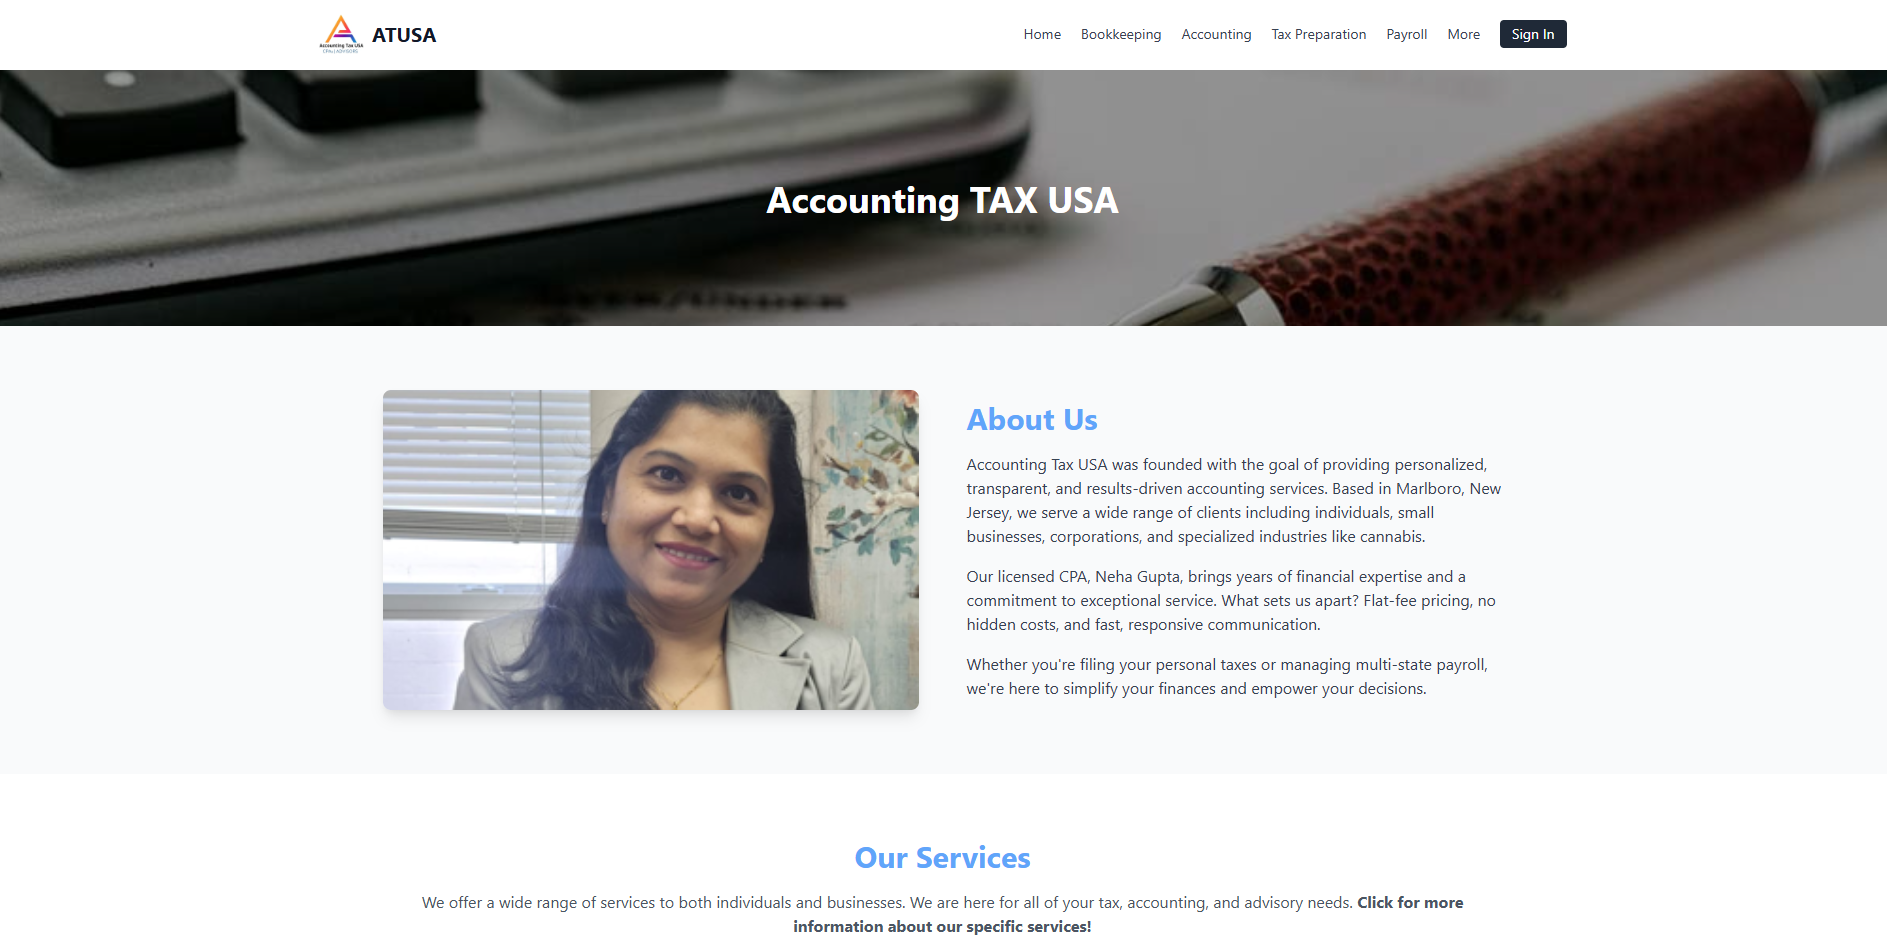 Accounting Tax USA
CPAs | ADVISORS
ATUSA
Home
Bookkeeping
Accounting
Tax Preparation
Payroll
More
Sign In
Accounting TAX USA
About Us
Accounting Tax USA was founded with the goal of providing personalized,
transparent, and results-driven accounting services. Based in Marlboro, New
Jersey, we serve a wide range of clients including individuals, small
businesses, corporations, and specialized industries like cannabis.
Our licensed CPA, Neha Gupta, brings years of financial expertise and a
commitment to exceptional service. What sets us apart? Flat-fee pricing, no
hidden costs, and fast, responsive communication.
Whether you're filing your personal taxes or managing multi-state payroll,
we're here to simplify your finances and empower your decisions.
Our Services
We offer a wide range of services to both individuals and businesses. We are here for all of your tax, accounting, and advisory needs. Click for more
information about our specific services!